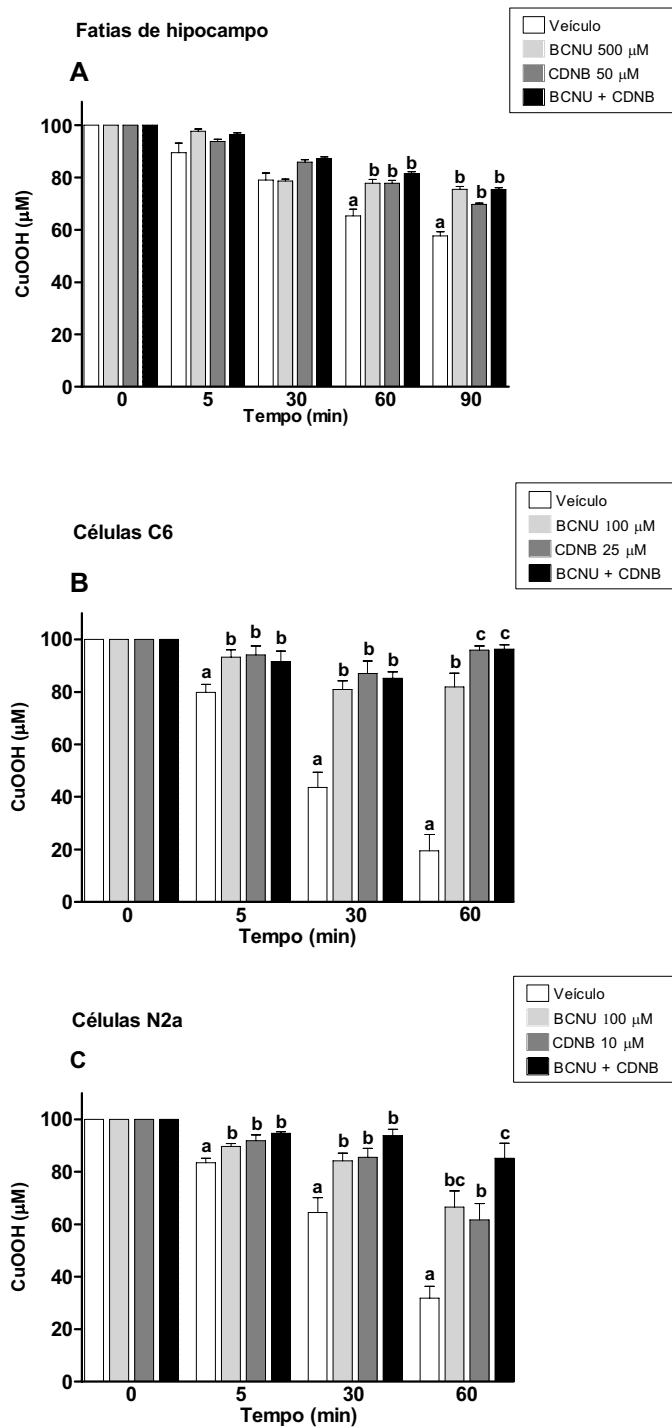 Fatias de hipocampo
Veículo
BCNU 500 μM
CDNB 50 μM
BCNU + CDNB
A
CuOOH (μM)
100
80
60
40
20
0
a
b
b
b
a
b
b
b
0 5 30 60 90
Tempo (min)
Células C6
Veículo
BCNU 100 μM
CDNB 25 μM
BCNU + CDNB
B
CuOOH (μM)
100
80
60
40
20
0
a
b
b
b
a
b
b
b
a
b
c
c
0 5 30 60
Tempo (min)
Células N2a
Veículo
BCNU 100 μM
CDNB 10 μM
BCNU + CDNB
C
CuOOH (μM)
100
80
60
40
20
0
a
b
b
b
a
b
b
b
a
bc
b
c
0 5 30 60
Tempo (min)